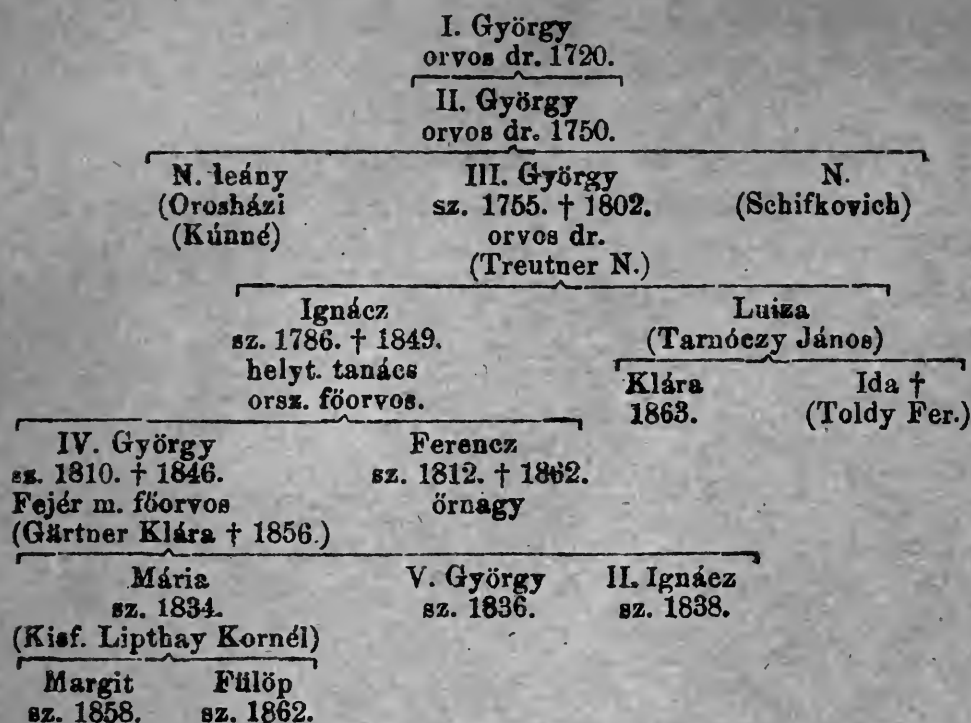 I. György
orvos dr. 1720.
II. György
orvos dr. 1750.
N. leány III. György N.
(Orosházi sz. 1755. † 1802. (Schifkovich)
(Kúnné) orvos dr.
(Treutner N.)
Ignácz Luiza
sz. 1786. † 1849. (Tarnóczy János)
helyt. tanács Klára Ida †
orsz. főorvos. 1863. (Toldy Fer.)
IV. György Ferencz
sz. 1810. † 1846. sz. 1812. † 1862.
Fejér m. főorvos őrnagy
(Gärtner Klára † 1856.)
Mária V. György II. Ignácz
sz. 1834. sz. 1836. sz. 1838.
(Kisf. Lipthay Kornél)
Margit Fülöp
sz. 1858. sz. 1862.